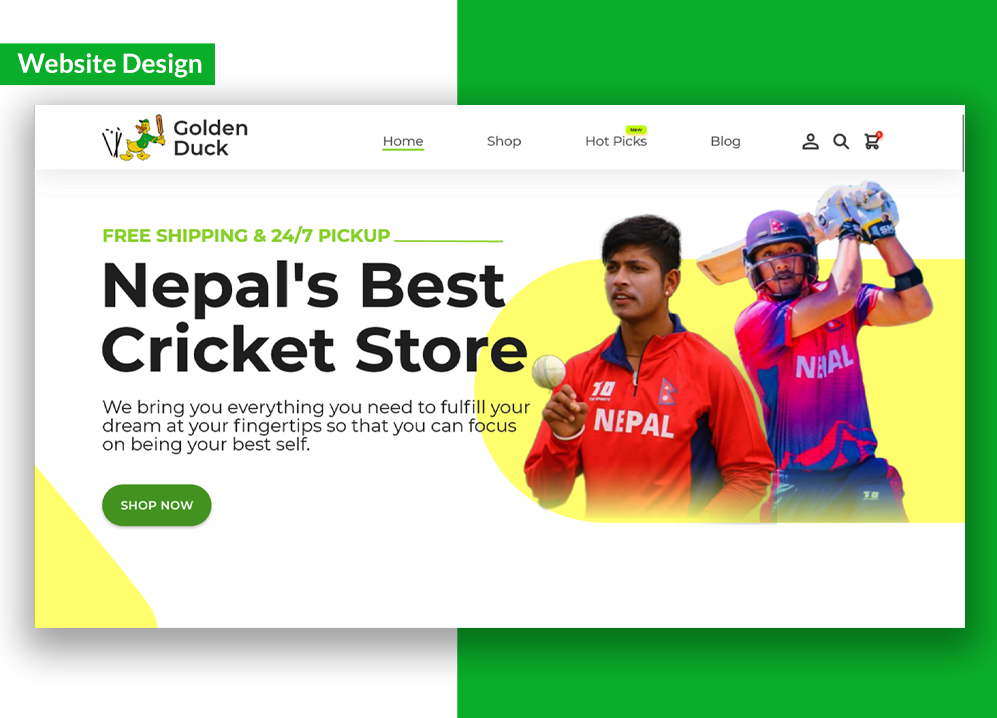 Website Design
Golden
Duck
Home
Shop
Hot Picks
New
Blog
FREE SHIPPING & 24/7 PICKUP
Nepal's Best
Cricket Store
We bring you everything you need to fulfill your
dream at your fingertips so that you can focus
on being your best self.
SHOP NOW
NEPAL
NEPAL